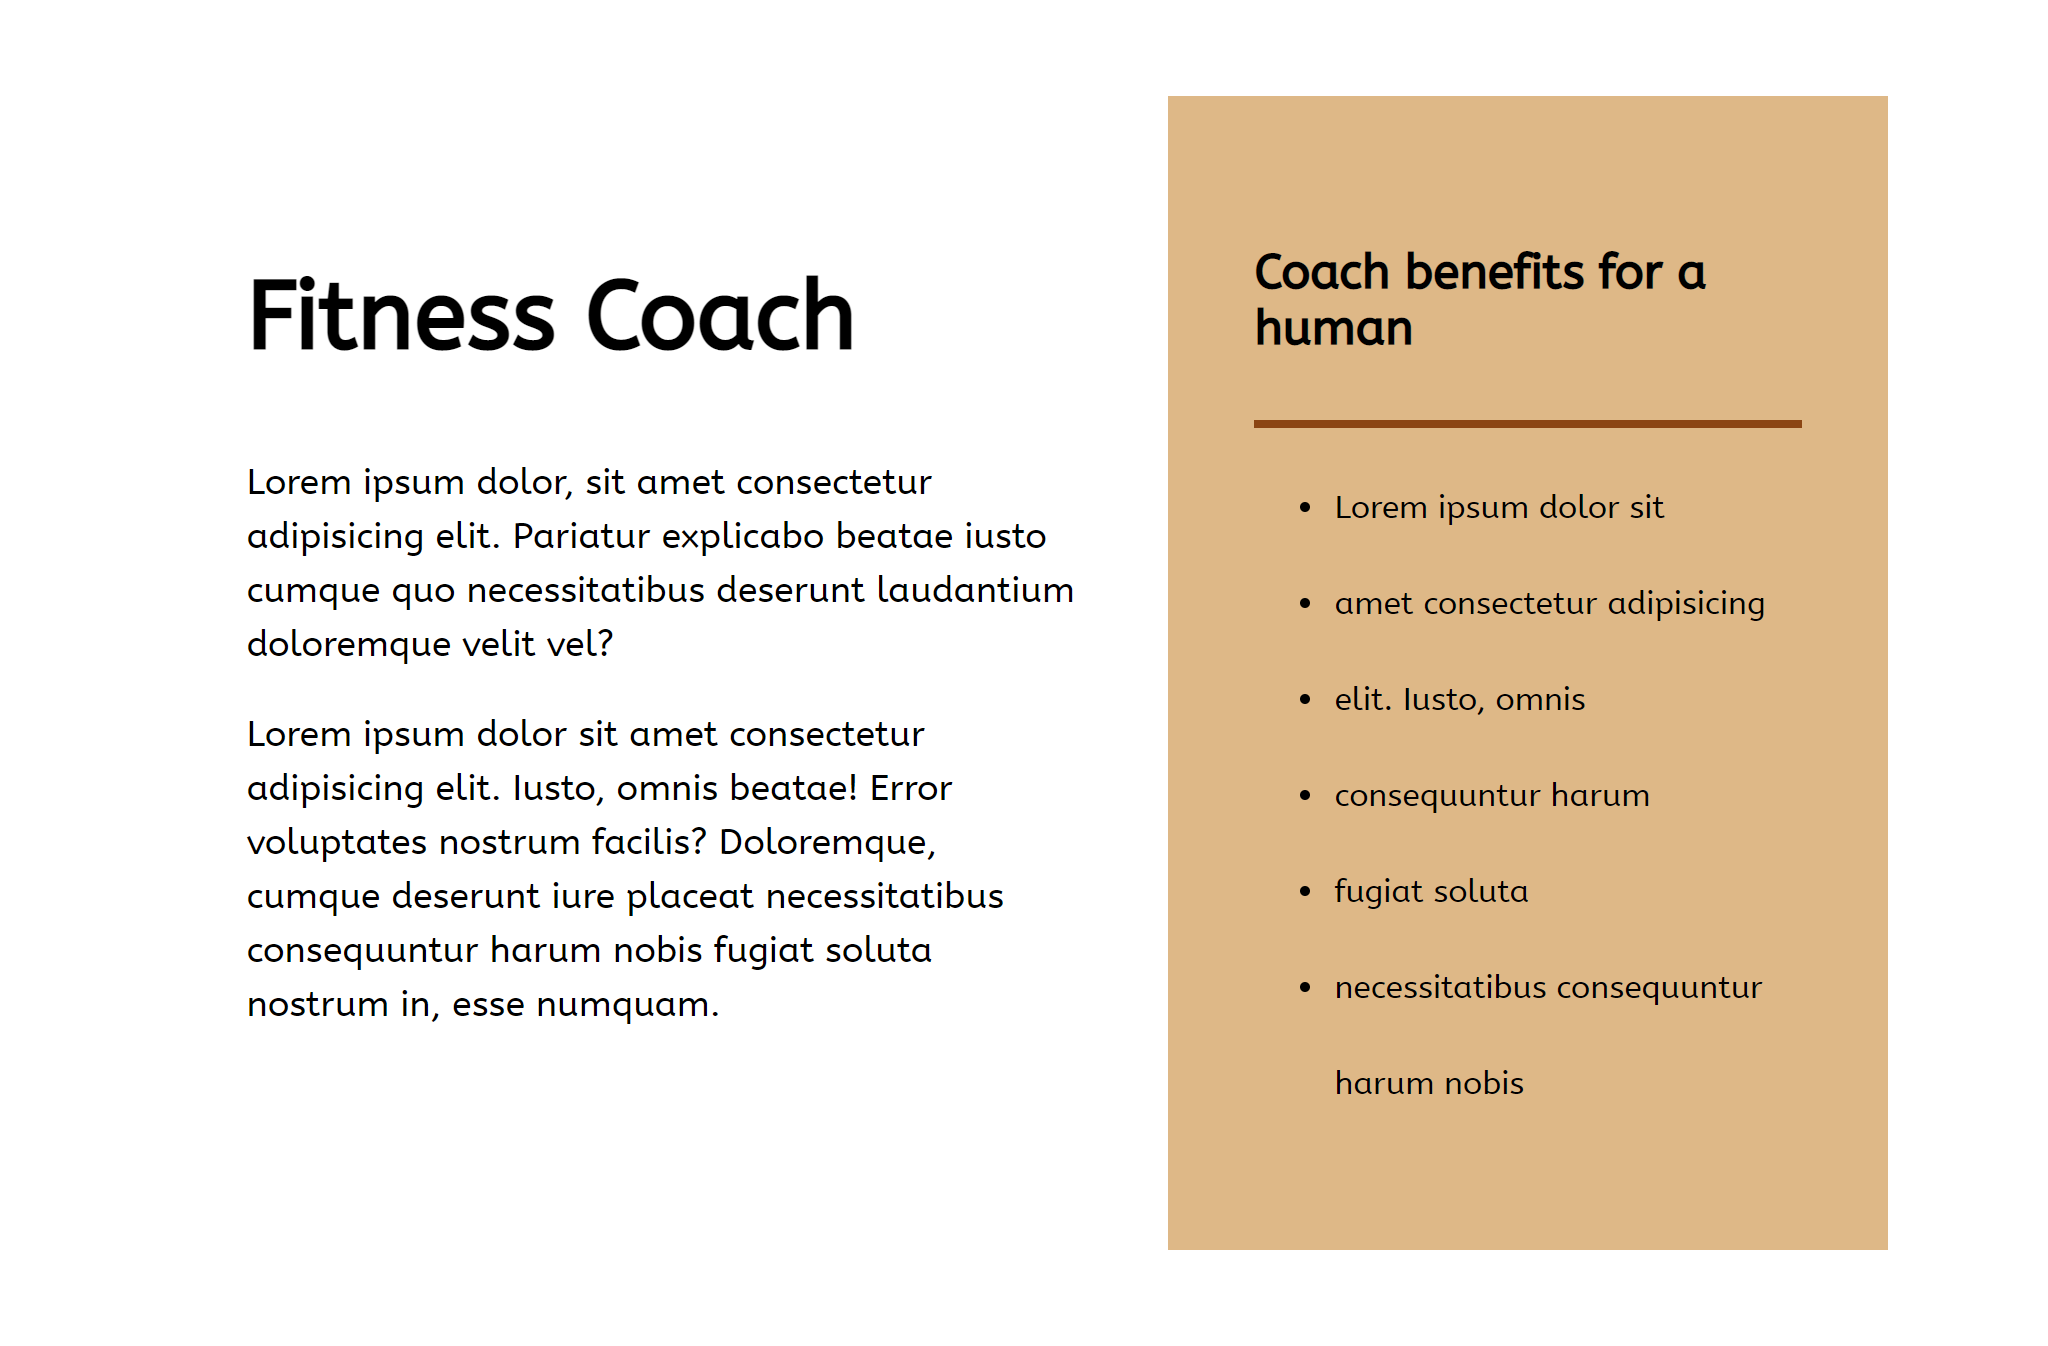 Fitness Coach
Lorem ipsum dolor, sit amet consectetur
adipisicing elit. Pariatur explicabo beatae iusto
cumque quo necessitatibus deserunt laudantium
doloremque velit vel?
Lorem ipsum dolor sit amet consectetur
adipisicing elit. Iusto, omnis beatae! Error
voluptates nostrum facilis? Doloremque,
cumque deserunt iure placeat necessitatibus
consequuntur harum nobis fugiat soluta
nostrum in, esse numquam.
Coach benefits for a
human
• Lorem ipsum dolor sit
• amet consectetur adipisicing
• elit. Iusto, omnis
• consequuntur harum
• fugiat soluta
• necessitatibus consequuntur
harum nobis